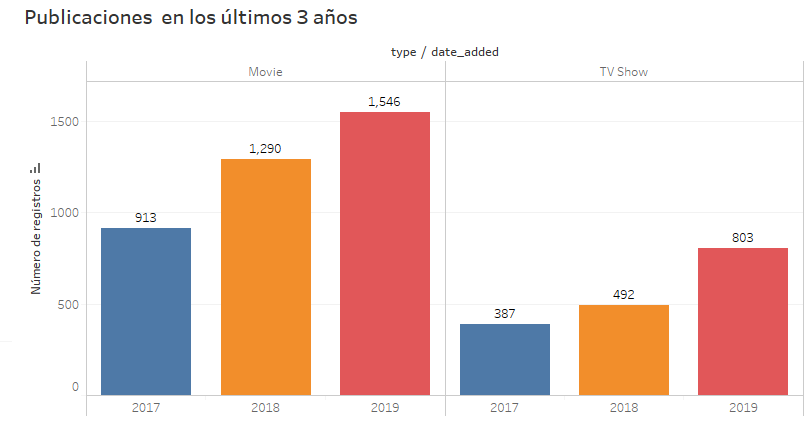 Publicaciones  en los últimos 3 años
type / date_added
Movie TV Show
Número de registros
1500
1000
500
0
913
1,290
1,546
387
492
803
2017 2018 2019 2017 2018 2019